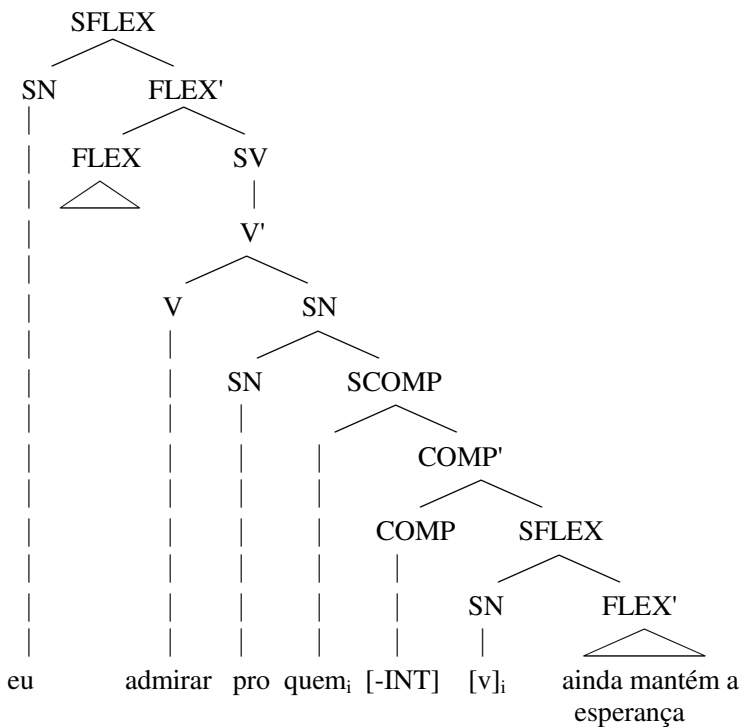 SFLEX
SN FLEX'
FLEX SV
V'
V SN
SN SCOMP
COMP'
COMP SFLEX
SN FLEX'
eu admirar pro quemᵢ [-INT] [v]ᵢ ainda mantém a
esperança